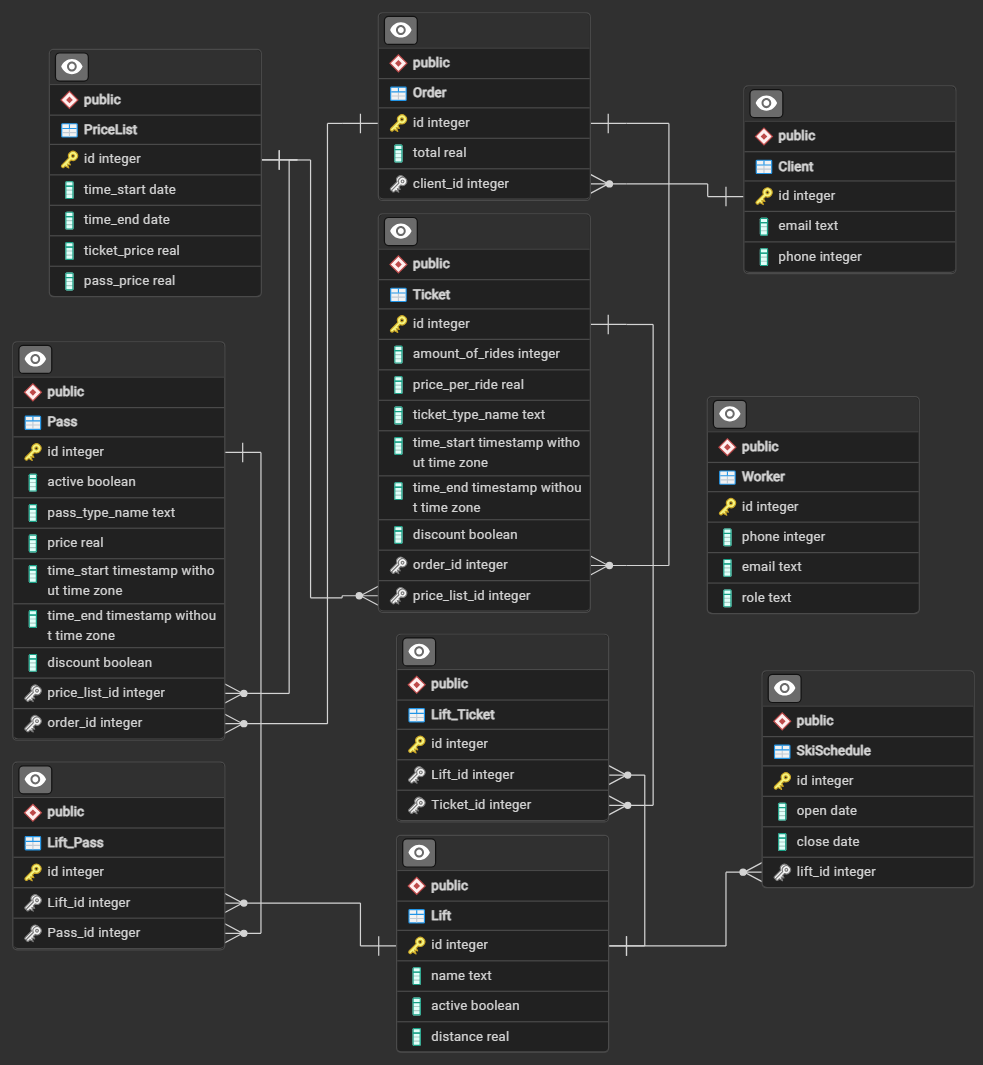 public
PriceList
id integer
time_start date
time_end date
ticket_price real
pass_price real
public
Order
id integer
total real
client_id integer
public
Client
id integer
email text
phone integer
public
Ticket
id integer
amount_of_rides integer
price_per_ride real
ticket_type_name text
time_start timestamp witho
ut time zone
time_end timestamp withou
t time zone
discount boolean
order_id integer
price_list_id integer
public
Pass
id integer
active boolean
pass_type_name text
price real
time_start timestamp witho
ut time zone
time_end timestamp withou
t time zone
discount boolean
price_list_id integer
order_id integer
public
Worker
id integer
phone integer
email text
role text
public
Lift_Ticket
id integer
Lift_id integer
Ticket_id integer
public
SkiSchedule
id integer
open date
close date
lift_id integer
public
Lift_Pass
id integer
Lift_id integer
Pass_id integer
public
Lift
id integer
name text
active boolean
distance real